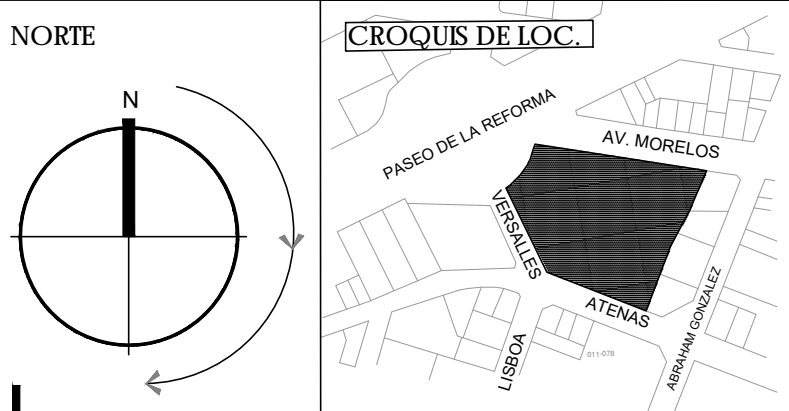 NORTE
N
CROQUIS DE LOC.
PASEO DE LA REFORMA
AV. MORELOS
VERSALLES
ATENAS
LISBOA
011-078
ABRAHAM GONZALEZ